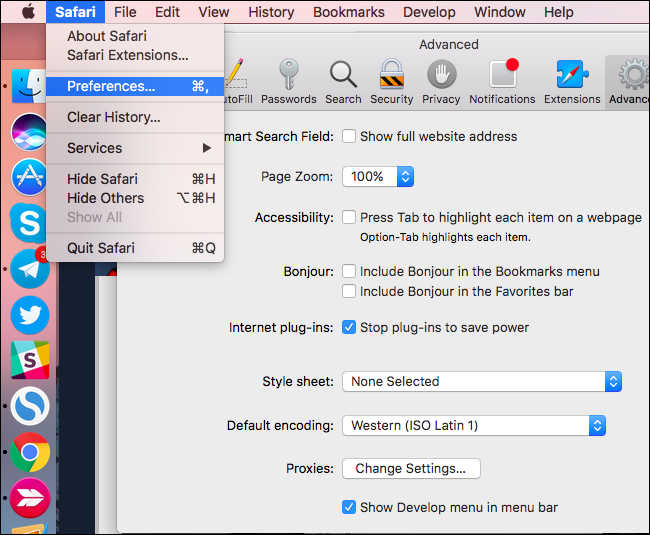 Safari File Edit View History Bookmarks Develop Window Help
About Safari
Safari Extensions...
Preferences... ⌘,
Clear History...
Services ▶
Hide Safari ⌘H
Hide Others ⌥⌘H
Show All
Quit Safari ⌘Q
Advanced
oFill Passwords Search Security Privacy Notifications Extensions Advanc
mart Search Field: Show full website address
Page Zoom: 100%
Accessibility: Press Tab to highlight each item on a webpage
Option-Tab highlights each item.
Bonjour: Include Bonjour in the Bookmarks menu
Include Bonjour in the Favorites bar
Internet plug-ins: Stop plug-ins to save power
Style sheet: None Selected
Default encoding: Western (ISO Latin 1)
Proxies: Change Settings...
Show Develop menu in menu bar